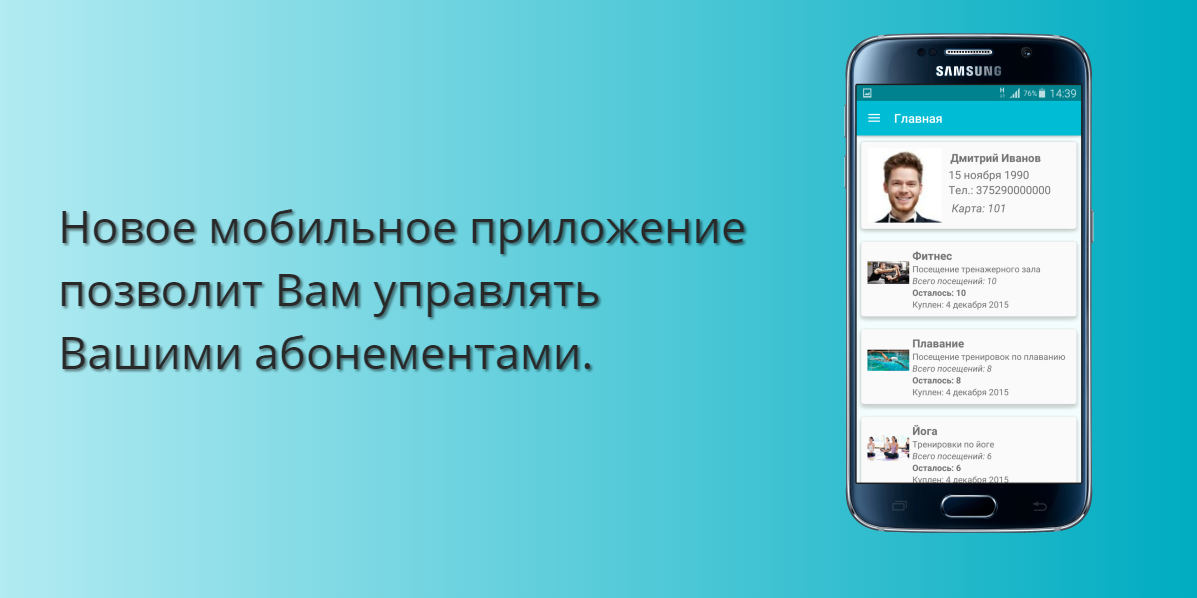 Новое мобильное приложение
позволит Вам управлять
Вашими абонементами.
SAMSUNG
H 76% 14:39
Главная
Дмитрий Иванов
15 ноября 1990
Тел.: 375290000000
Карта: 101
Фитнес
Посещение тренажерного зала
Всего посещений: 10
Осталось: 10
Куплен: 4 декабря 2015
Плавание
Посещение тренировок по плаванию
Всего посещений: 8
Осталось: 8
Куплен: 4 декабря 2015
Йога
Тренировки по йоге
Всего посещений: 6
Осталось: 6
Куплен: 4 декабря 2015